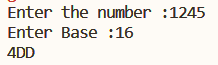 Enter the number :1245
Enter Base :16
4DD